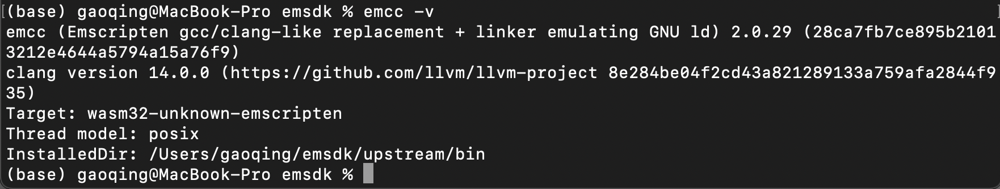 (base) gaoqing@MacBook-Pro emsdk % emcc -v
emcc (Emscripten gcc/clang-like replacement + linker emulating GNU ld) 2.0.29 (28ca7fb7ce895b2101
3212e4644a5794a15a76f9)
clang version 14.0.0 (https://github.com/llvm/llvm-project 8e284be04f2cd43a821289133a759afa2844f9
35)
Target: wasm32-unknown-emscripten
Thread model: posix
InstalledDir: /Users/gaoqing/emsdk/upstream/bin
(base) gaoqing@MacBook-Pro emsdk %